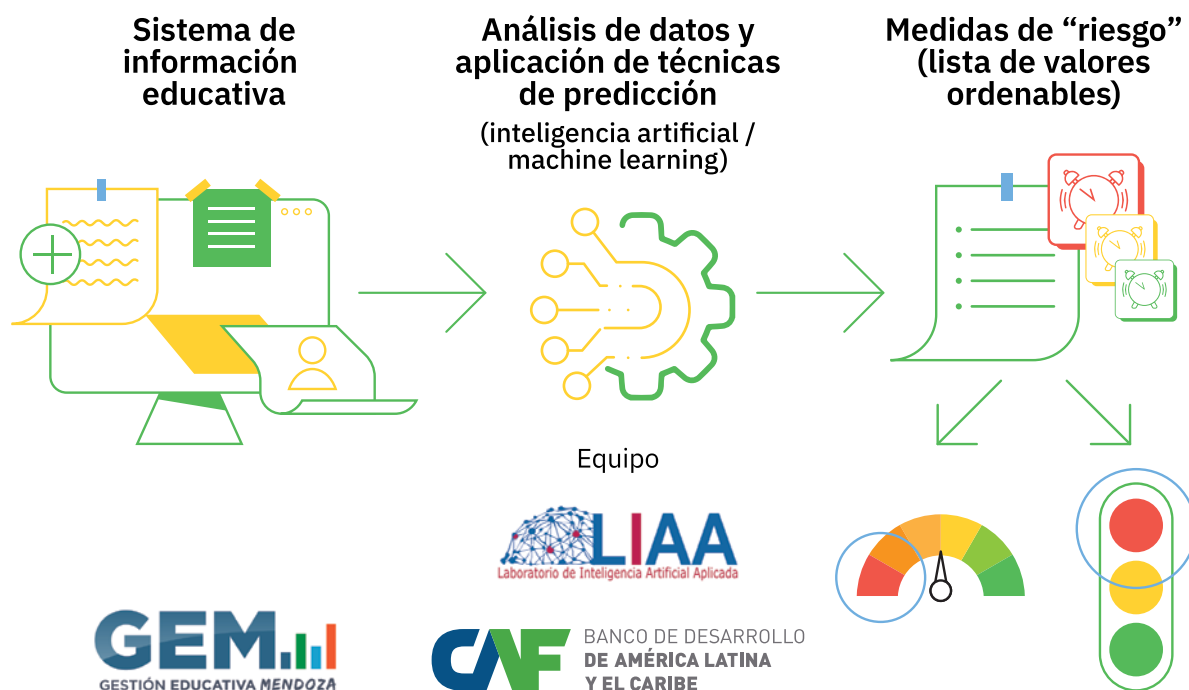 Sistema de
información
educativa
Análisis de datos y
aplicación de técnicas
de predicción
(inteligencia artificial /
machine learning)
Medidas de “riesgo”
(lista de valores
ordenables)
Equipo
LIAA
Laboratorio de Inteligencia Artificial Aplicada
GEM
GESTIÓN EDUCATIVA MENDOZA
CAF
BANCO DE DESARROLLO
DE AMÉRICA LATINA
Y EL CARIBE